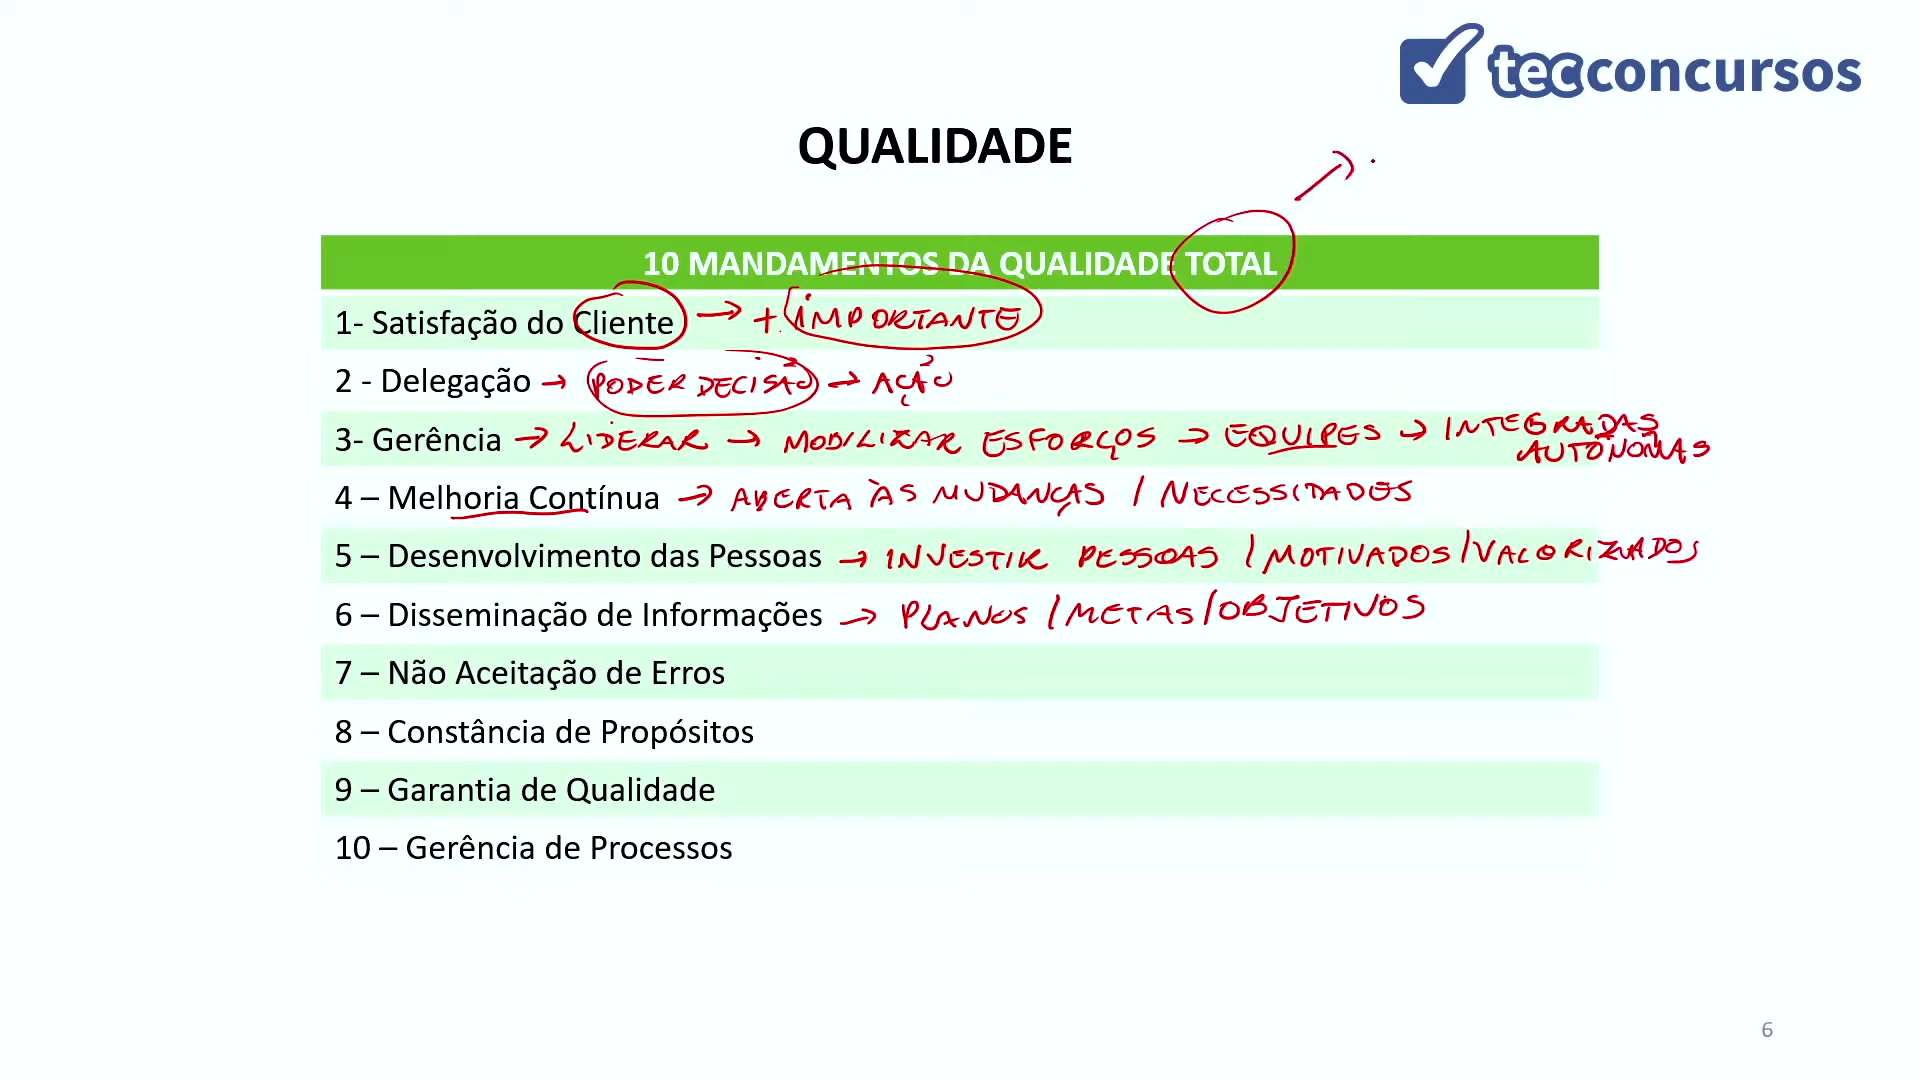 tecconcursos
QUALIDADE
10 MANDAMENTOS DA QUALIDADE TOTAL
1- Satisfação do Cliente → + IMPORTANTE
2 - Delegação → PODER DECISÃO → AÇÃO
3- Gerência → LIDERAR → MOBILIZAR ESFORÇOS → EQUIPES → INTEGRADAS
AUTÔNOMAS
4 – Melhoria Contínua → ABERTA ÀS MUDANÇAS / NECESSIDADES
5 – Desenvolvimento das Pessoas → INVESTIR PESSOAS / MOTIVADOS / VALORIZADOS
6 – Disseminação de Informações → PLANOS / METAS / OBJETIVOS
7 – Não Aceitação de Erros
8 – Constância de Propósitos
9 – Garantia de Qualidade
10 – Gerência de Processos
6